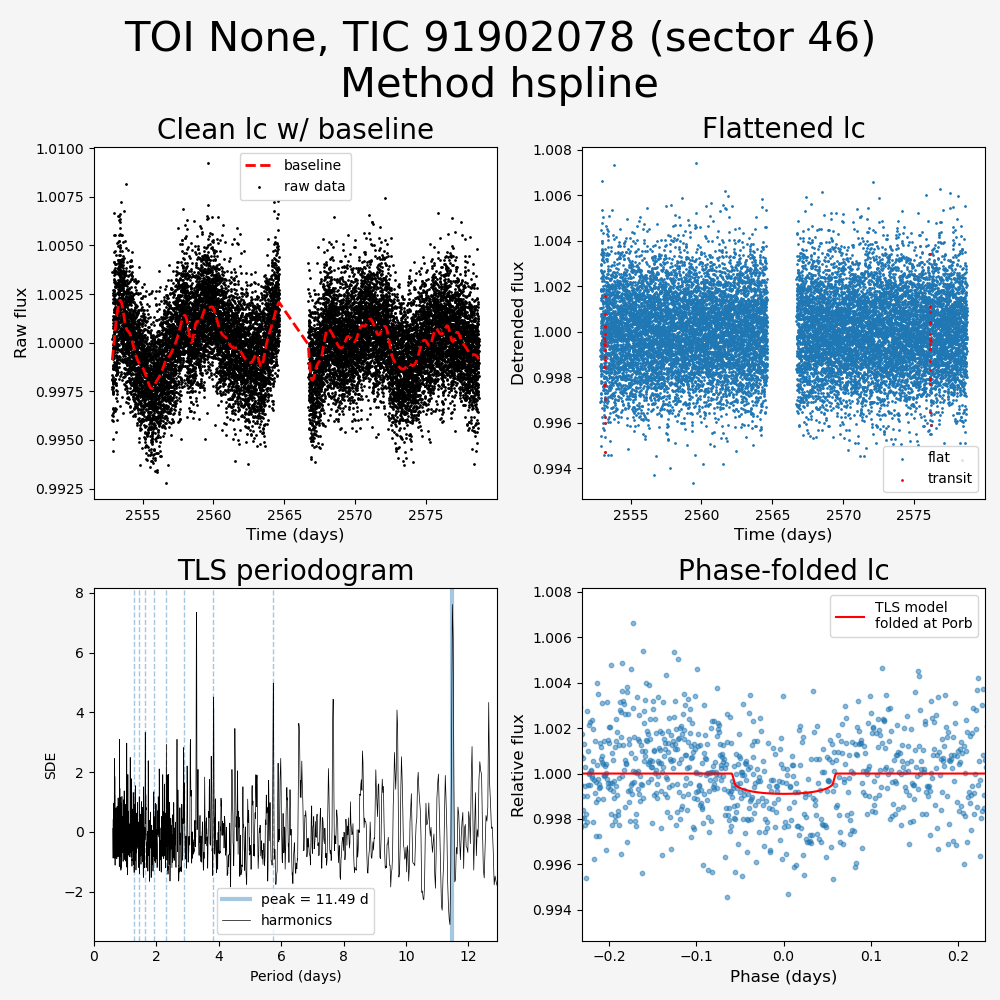 TOI None, TIC 91902078 (sector 46)
Method hspline
Clean lc w/ baseline
Flattened lc
1.0100
1.0075
1.0050
1.0025
1.0000
0.9975
0.9950
0.9925
Raw flux
baseline
raw data
2555
2560
2565
2570
2575
Time (days)
1.008
1.006
1.004
1.002
1.000
0.998
0.996
0.994
Detrended flux
flat
transit
2555
2560
2565
2570
2575
Time (days)
TLS periodogram
Phase-folded lc
8
6
4
2
0
−2
SDE
peak = 11.49 d
harmonics
0
2
4
6
8
10
12
Period (days)
1.008
1.006
1.004
1.002
1.000
0.998
0.996
0.994
Relative flux
TLS model
folded at Porb
−0.2
−0.1
0.0
0.1
0.2
Phase (days)